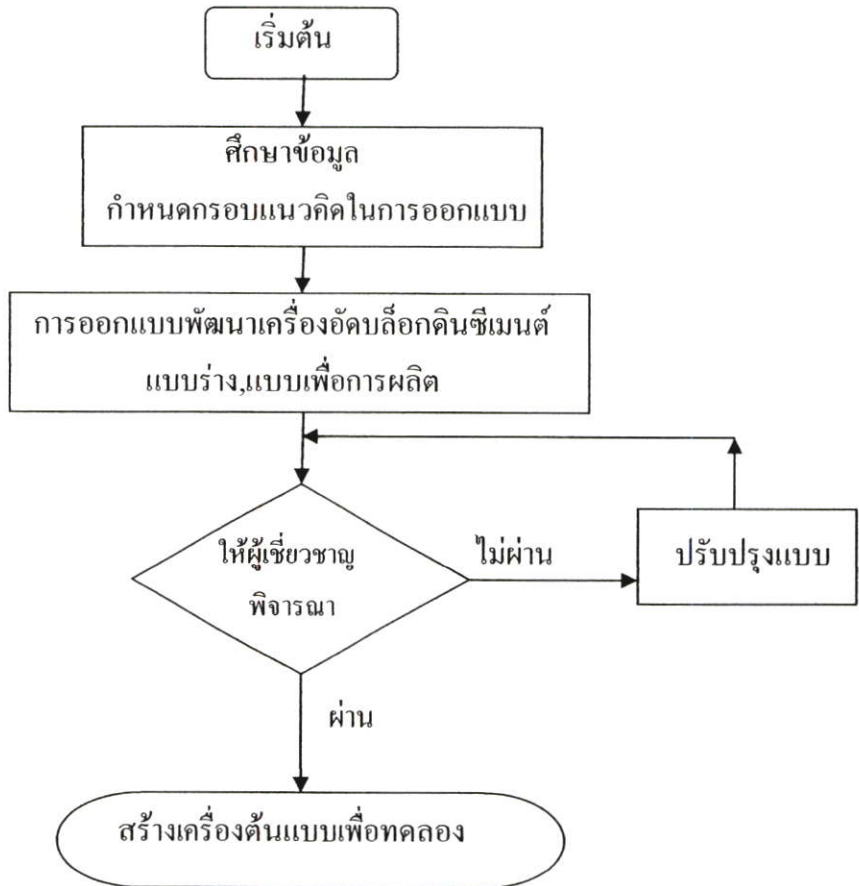 เริ่มต้น
ศึกษาข้อมูล
กำหนดกรอบแนวคิดในการออกแบบ
การออกแบบพัฒนาเครื่องอัดบล็อกดินซีเมนต์
แบบร่าง,แบบเพื่อการผลิต
ให้ผู้เชี่ยวชาญ
พิจารณา
ไม่ผ่าน
ปรับปรุงแบบ
ผ่าน
สร้างเครื่องต้นแบบเพื่อทดลอง